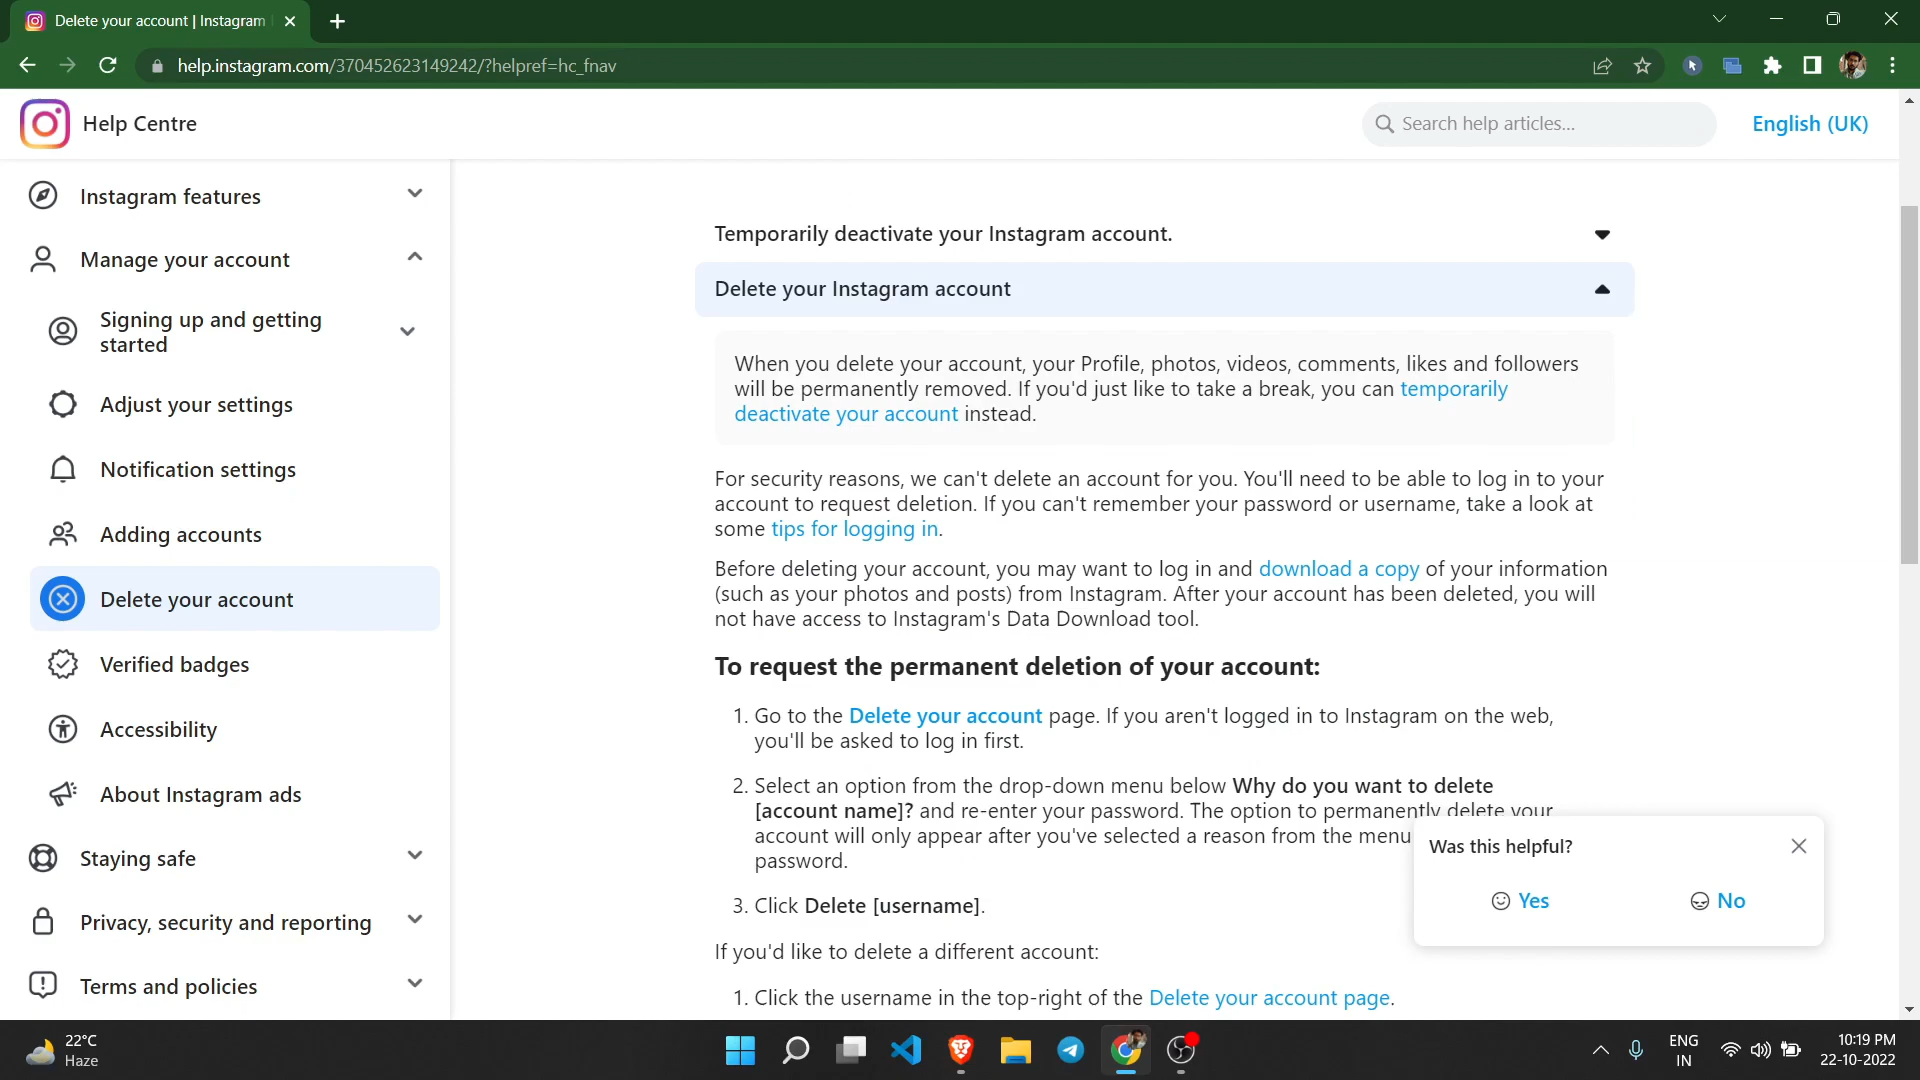 Delete your account | Instagram
help.instagram.com/370452623149242/?helpref=hc_fnav
Help Centre
Search help articles...
English (UK)
Instagram features
Manage your account
Signing up and getting
started
Adjust your settings
Notification settings
Adding accounts
Delete your account
Verified badges
Accessibility
About Instagram ads
Staying safe
Privacy, security and reporting
Terms and policies
Temporarily deactivate your Instagram account.
Delete your Instagram account
When you delete your account, your Profile, photos, videos, comments, likes and followers
will be permanently removed. If you'd just like to take a break, you can temporarily
deactivate your account instead.
For security reasons, we can't delete an account for you. You'll need to be able to log in to your
account to request deletion. If you can't remember your password or username, take a look at
some tips for logging in.
Before deleting your account, you may want to log in and download a copy of your information
(such as your photos and posts) from Instagram. After your account has been deleted, you will
not have access to Instagram's Data Download tool.
To request the permanent deletion of your account:
1. Go to the Delete your account page. If you aren't logged in to Instagram on the web,
you'll be asked to log in first.
2. Select an option from the drop-down menu below Why do you want to delete
[account name]? and re-enter your password. The option to permanently delete your
account will only appear after you've selected a reason from the menu
password.
3. Click Delete [username].
If you'd like to delete a different account:
1. Click the username in the top-right of the Delete your account page.
Was this helpful?
Yes
No
22°C
Haze
ENG
IN
10:19 PM
22-10-2022